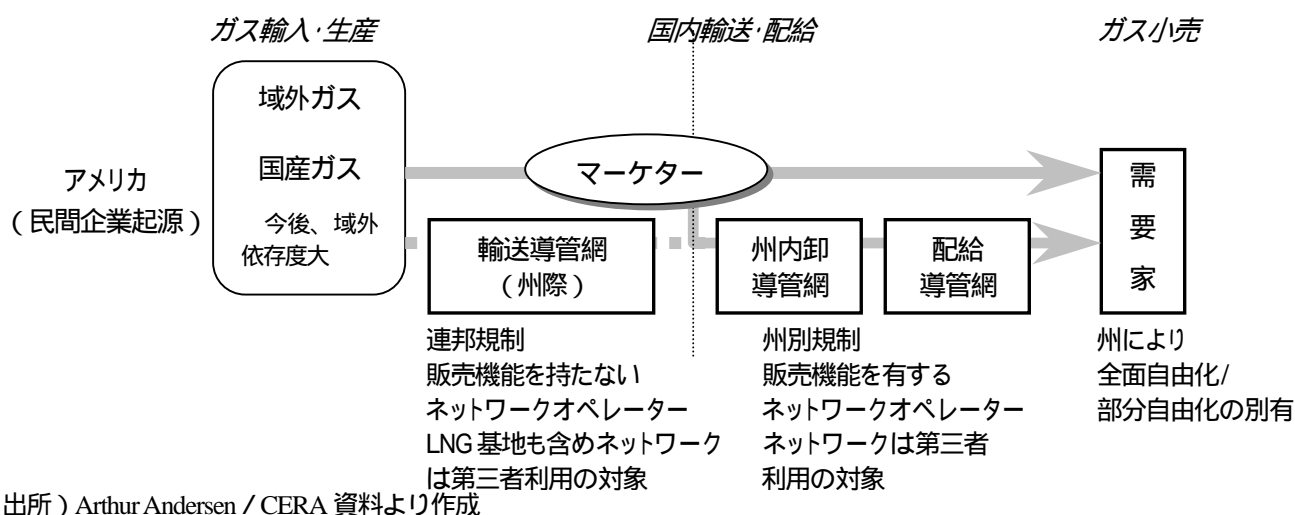 ガス輸入・生産
国内輸送・配給
ガス小売
アメリカ
（民間企業起源）
域外ガス
国産ガス
今後、域外
依存度大
マーケター
輸送導管網
（州際）
州内卸
導管網
配給
導管網
需
要
家
連邦規制
販売機能を持たない
ネットワークオペレーター
LNG 基地も含めネットワーク
は第三者利用の対象
州別規制
販売機能を有する
ネットワークオペレーター
ネットワークは第三者
利用の対象
州により
全面自由化/
部分自由化の別有
出所）Arthur Andersen / CERA 資料より作成